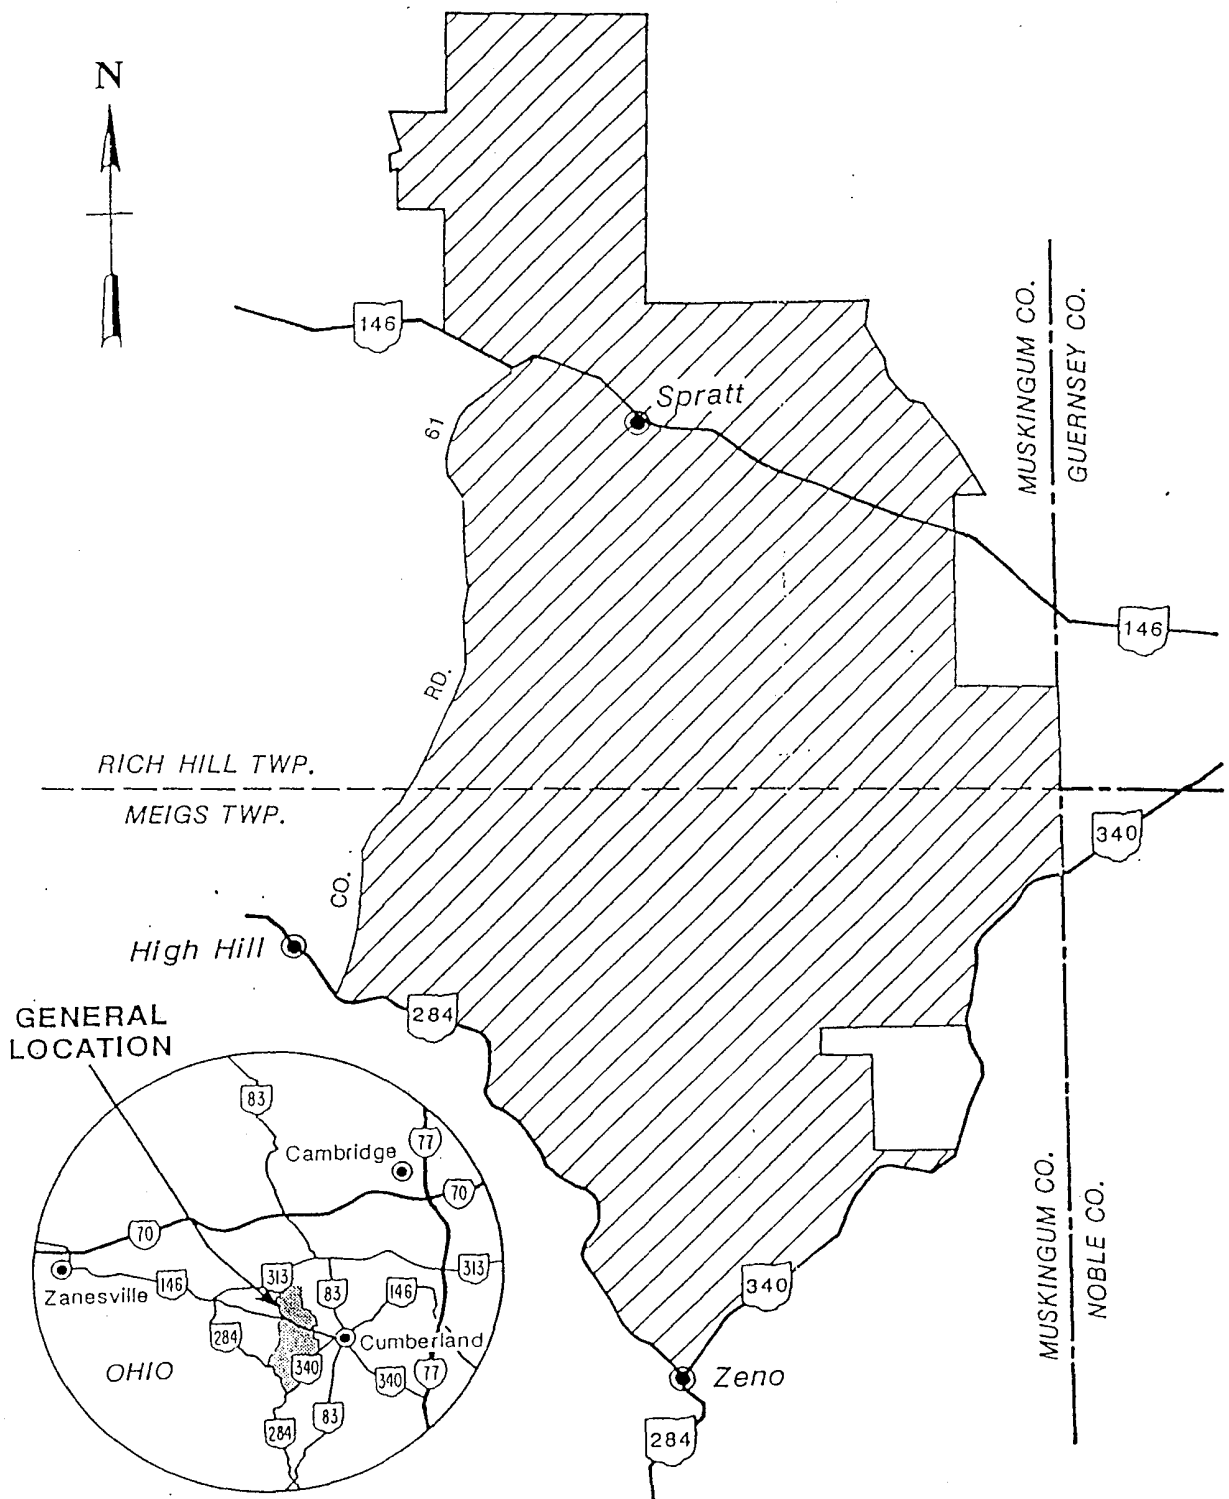 N
146
Spratt
61
MUSKINGUM CO.
GUERNSEY CO.
146
RD.
RICH HILL TWP.
MEIGS TWP.
340
CO.
High Hill
284
GENERAL
LOCATION
83
77
Cambridge
70
70
313
313
146
83
146
Zanesville
284
Cumberland
OHIO
340
340
77
83
284
MUSKINGUM CO.
NOBLE CO.
340
Zeno
284